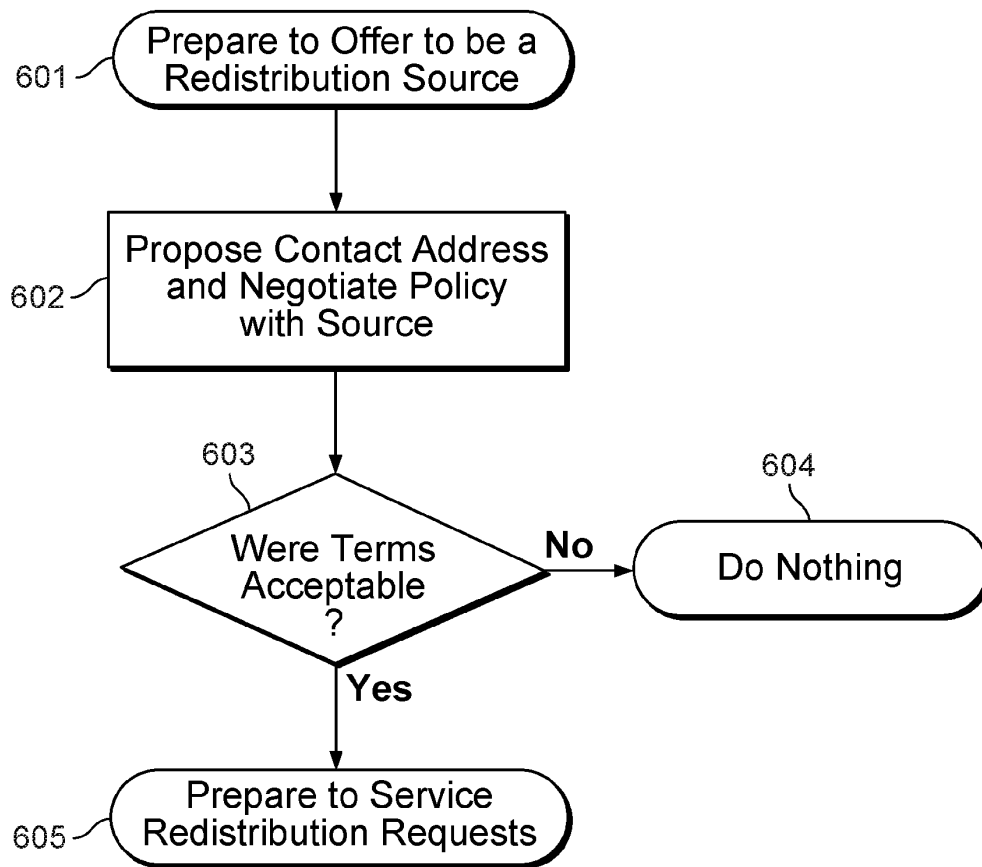 Prepare to Offer to be a
Redistribution Source
601
Propose Contact Address
and Negotiate Policy
with Source
602
603
Were Terms
Acceptable
?
No
604
Do Nothing
Yes
Prepare to Service
Redistribution Requests
605